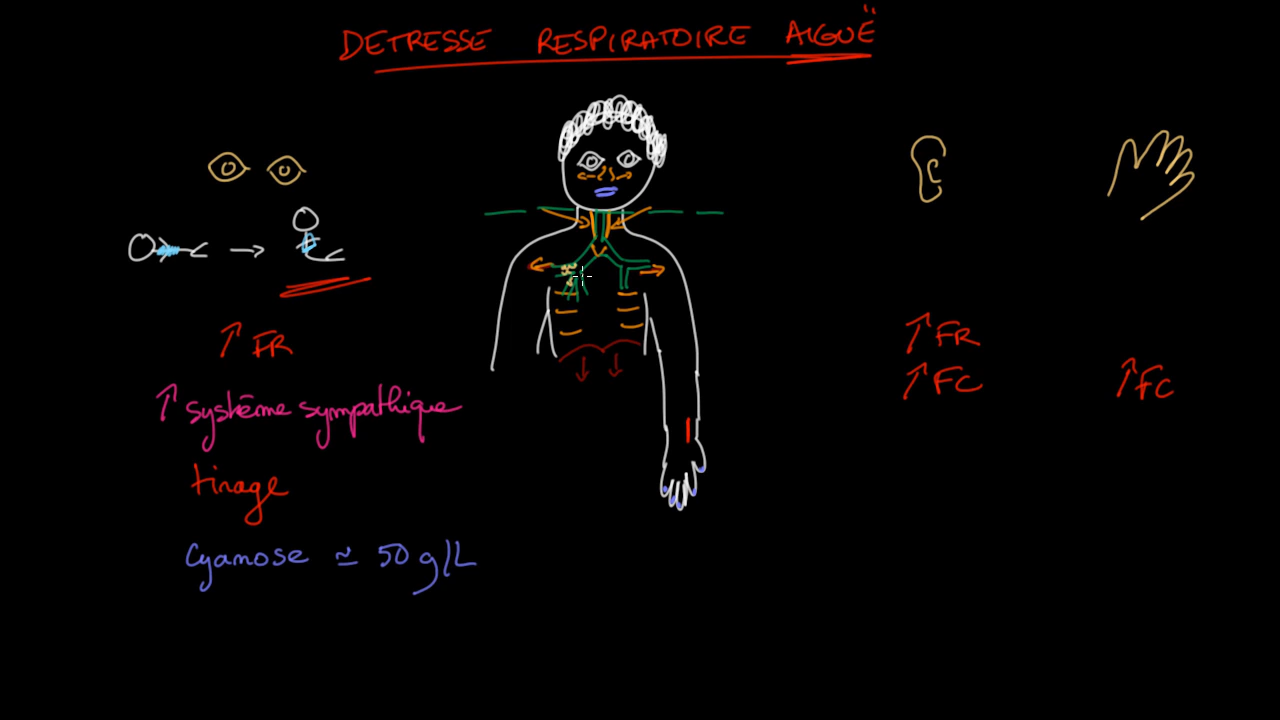 DETRESSE RESPIRATOIRE AIGUË
↑ FR
↑ système sympathique
tirage
Cyanose ≃ 50 g/L
↑ FR
↑ FC
↑ FC